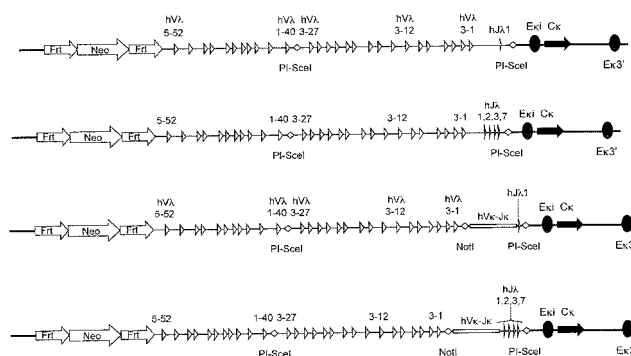 hVλ hVλ hVλ hVλ hVλ
5-52 1-40 3-27 3-12 3-1 hJλ1 Eκi Cκ
Frt Neo Frt
PI-SceI PI-SceI Eκ3'
hJλ
5-52 1-40 3-27 3-12 3-1 1,2,3,7 Eκi Cκ
Frt Neo Frt
PI-SceI PI-SceI Eκ3'
hVλ hVλ hVλ hVλ hVλ hJλ1
5-52 1-40 3-27 3-12 3-1 hVκ-Jκ Eκi Cκ
Frt Neo Frt
PI-SceI NotI PI-SceI Eκ3
hJλ
5-52 1-40 3-27 3-12 3-1 hVκ-Jκ 1,2,3,7 Eκi Cκ
Frt Neo Frt
PI-SceI NotI PI-SceI Eκ3